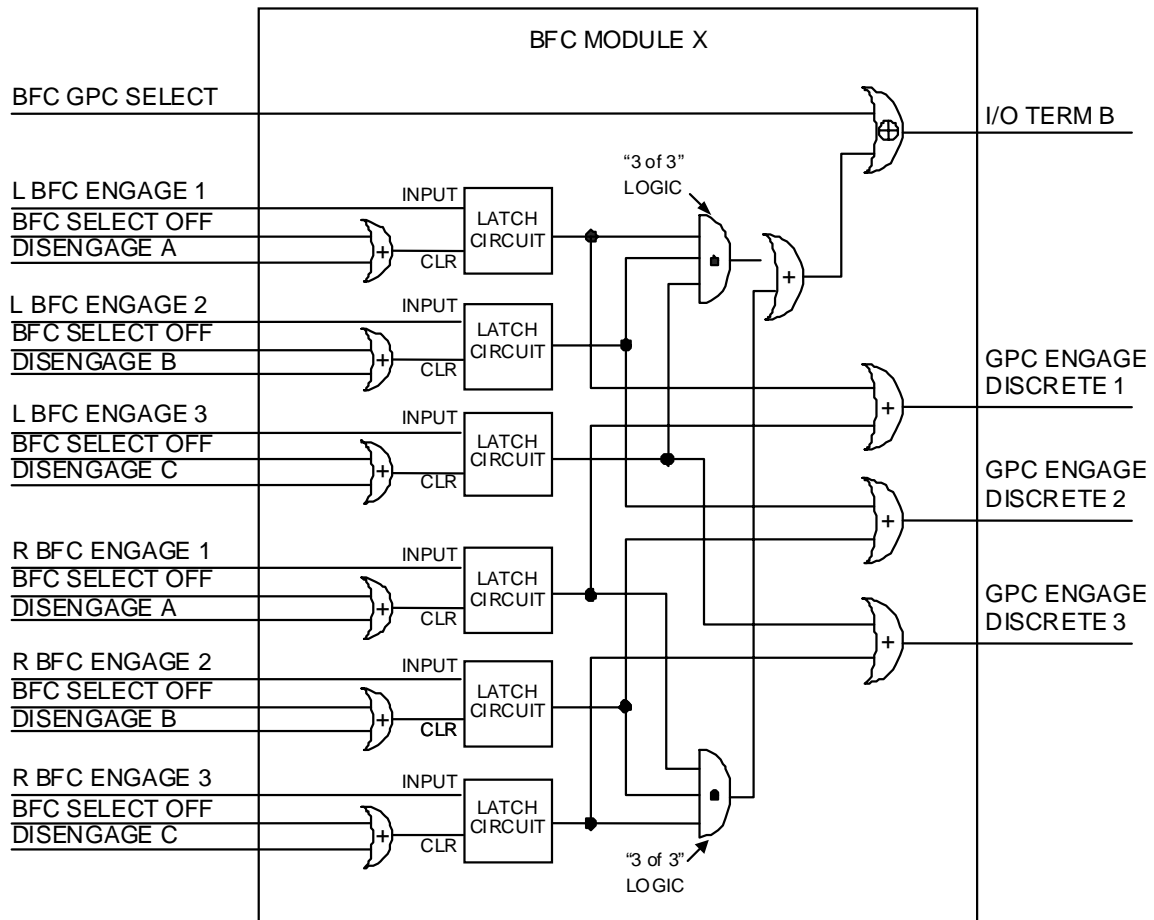 BFC MODULE X
BFC GPC SELECT
I/O TERM B
“3 of 3”
LOGIC
L BFC ENGAGE 1
BFC SELECT OFF
DISENGAGE A
INPUT
CLR
LATCH
CIRCUIT
L BFC ENGAGE 2
BFC SELECT OFF
DISENGAGE B
INPUT
CLR
LATCH
CIRCUIT
GPC ENGAGE
DISCRETE 1
L BFC ENGAGE 3
BFC SELECT OFF
DISENGAGE C
INPUT
CLR
LATCH
CIRCUIT
GPC ENGAGE
DISCRETE 2
R BFC ENGAGE 1
BFC SELECT OFF
DISENGAGE A
INPUT
CLR
LATCH
CIRCUIT
GPC ENGAGE
DISCRETE 3
R BFC ENGAGE 2
BFC SELECT OFF
DISENGAGE B
INPUT
CLR
LATCH
CIRCUIT
R BFC ENGAGE 3
BFC SELECT OFF
DISENGAGE C
INPUT
CLR
LATCH
CIRCUIT
“3 of 3”
LOGIC